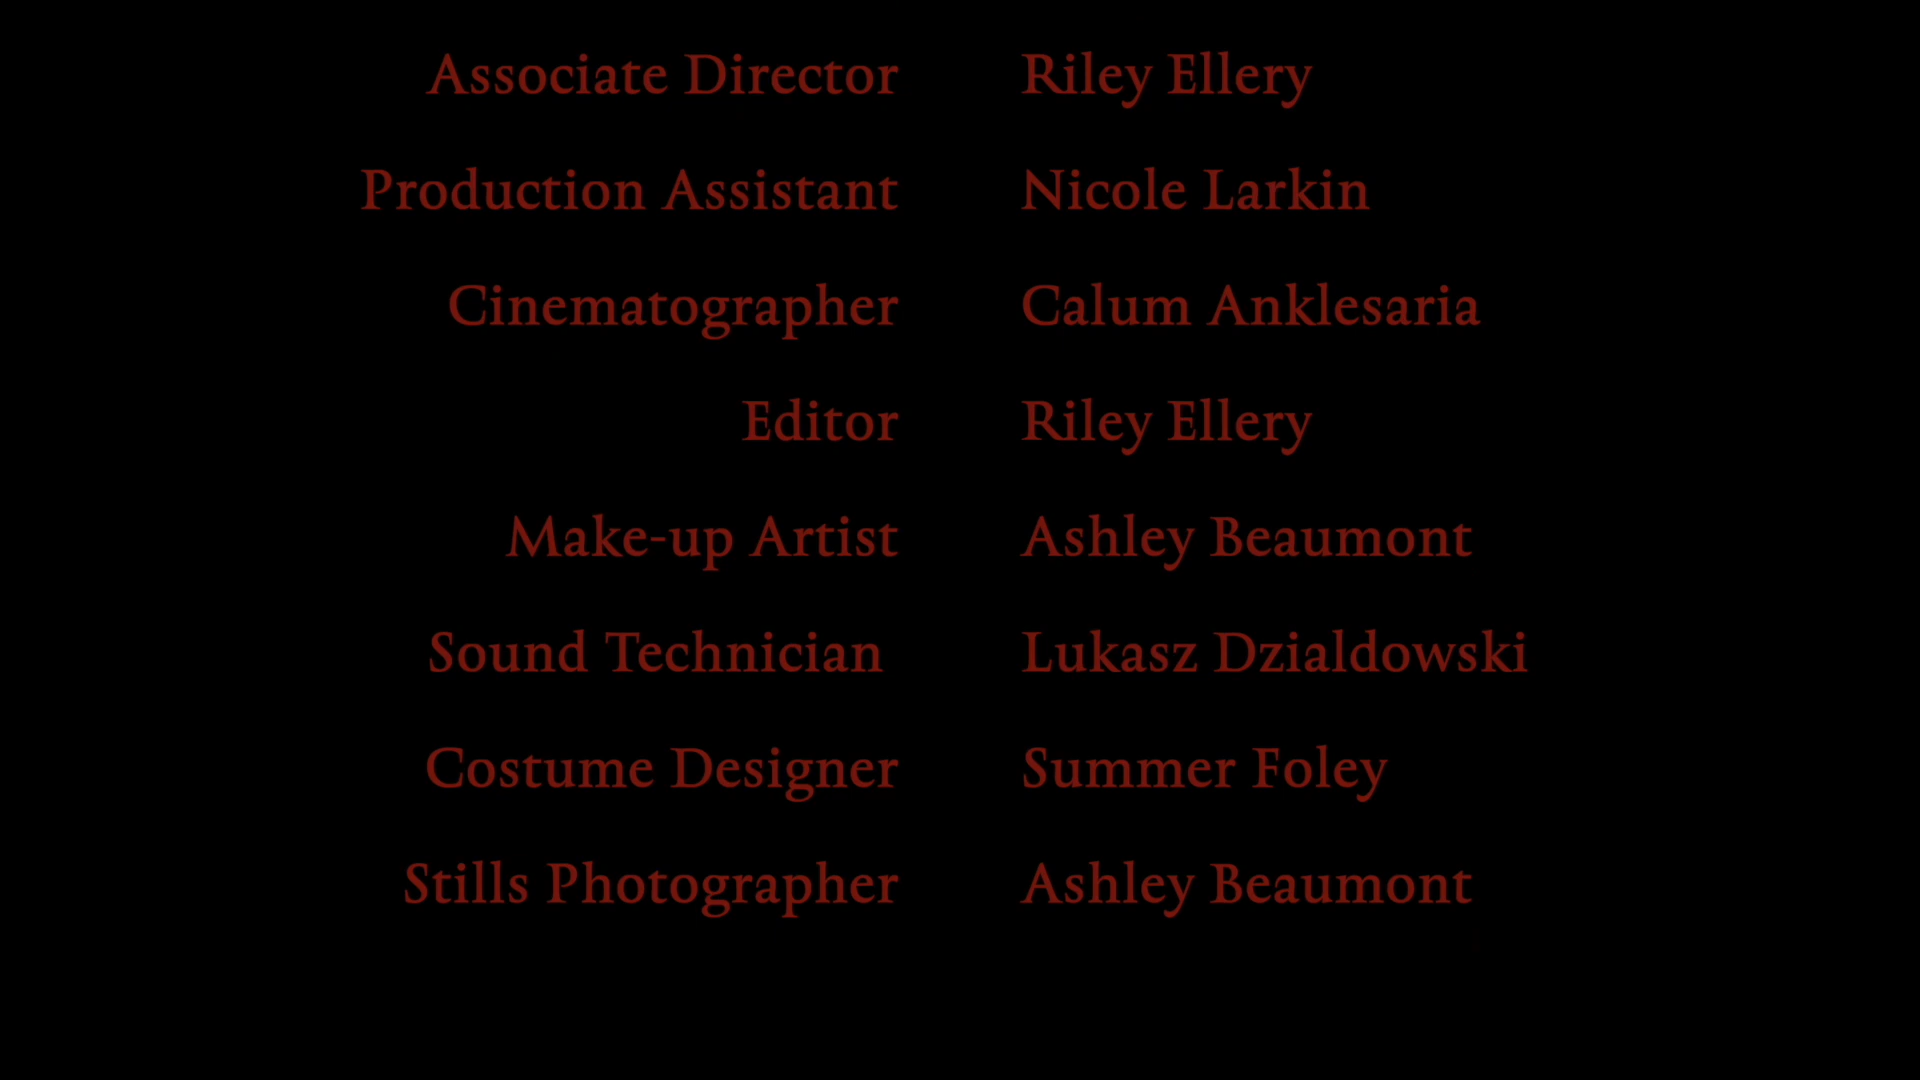 Associate Director Riley Ellery
Production Assistant Nicole Larkin
Cinematographer Calum Anklesaria
Editor Riley Ellery
Make-up Artist Ashley Beaumont
Sound Technician Lukasz Dzialdowski
Costume Designer Summer Foley
Stills Photographer Ashley Beaumont